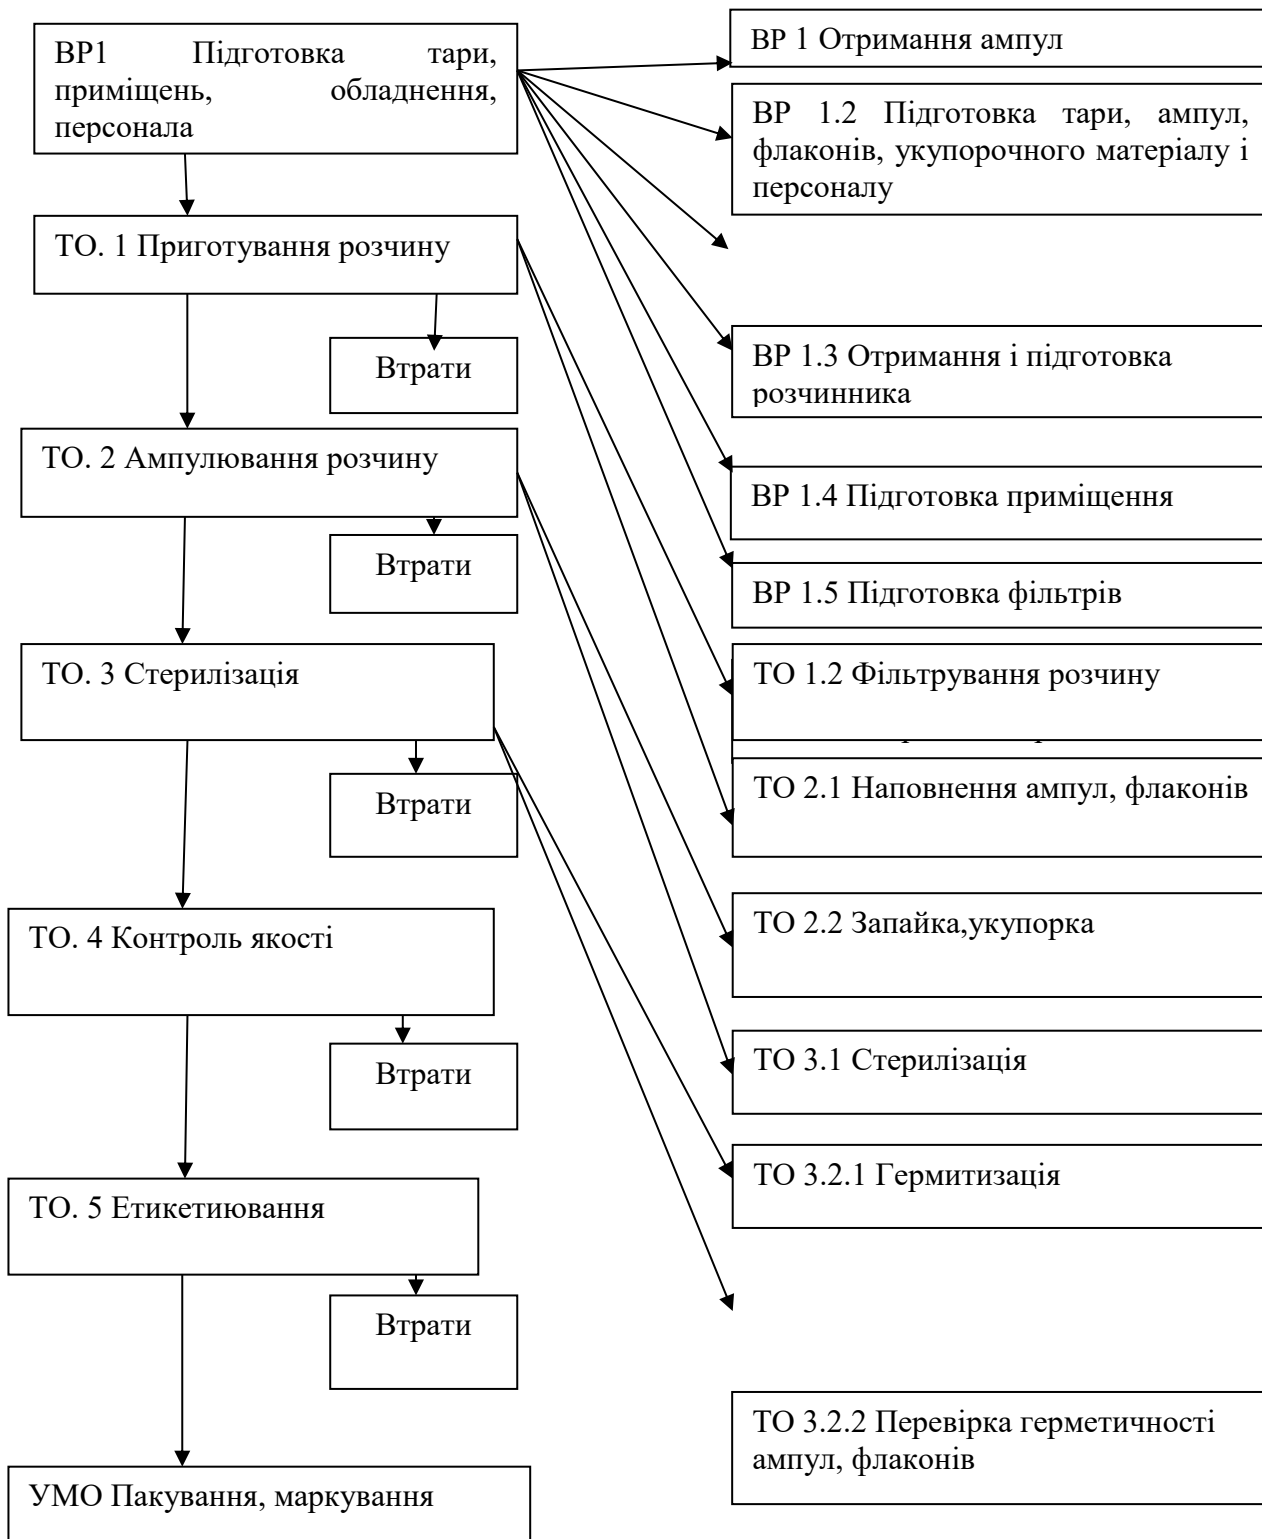 ВР1 Підготовка тари,
приміщень, обладнення,
персонала
ТО. 1 Приготування розчину
Втрати
ТО. 2 Ампулювання розчину
Втрати
ТО. 3 Стерилізація
Втрати
ТО. 4 Контроль якості
Втрати
ТО. 5 Етикетиювання
Втрати
УМО Пакування, маркування
ВР 1 Отримання ампул
ВР 1.2 Підготовка тари, ампул,
флаконів, укупорочного матеріалу і
персоналу
ВР 1.3 Отримання і підготовка
розчинника
ВР 1.4 Підготовка приміщення
ВР 1.5 Підготовка фільтрів
ТО 1.2 Фільтрування розчину
ТО 2.1 Наповнення ампул, флаконів
ТО 2.2 Запайка,укупорка
ТО 3.1 Стерилізація
ТО 3.2.1 Гермитизація
ТО 3.2.2 Перевірка герметичності
ампул, флаконів